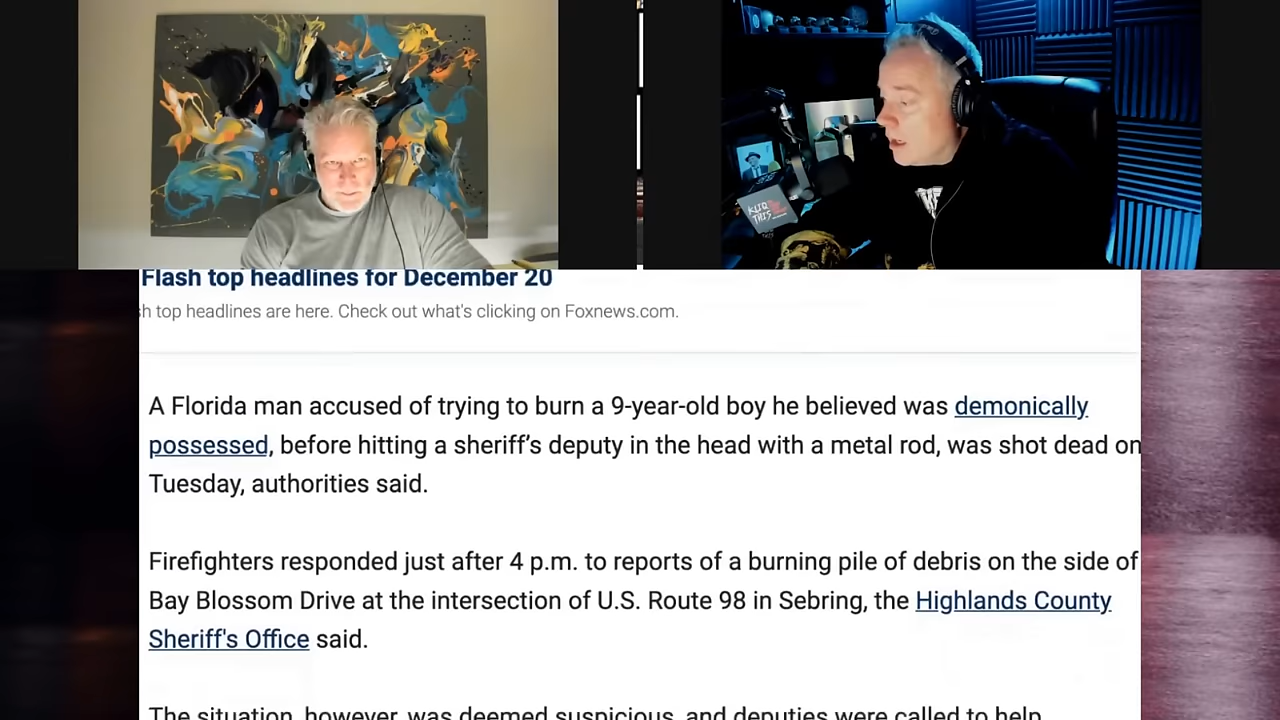 KLIQ
THIS
Flash top headlines for December 20
sh top headlines are here. Check out what's clicking on Foxnews.com.
A Florida man accused of trying to burn a 9-year-old boy he believed was demonically
possessed, before hitting a sheriff's deputy in the head with a metal rod, was shot dead on
Tuesday, authorities said.
Firefighters responded just after 4 p.m. to reports of a burning pile of debris on the side of
Bay Blossom Drive at the intersection of U.S. Route 98 in Sebring, the Highlands County
Sheriff's Office said.
The situation, however, was deemed suspicious, and deputies were called to help